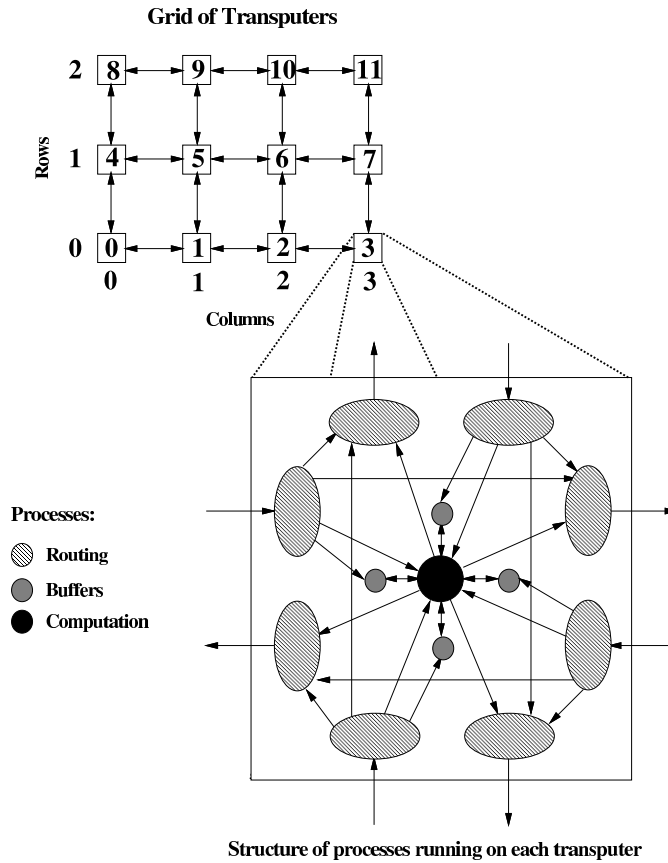 Grid of Transputers
2 8 9 10 11
Rows
1 4 5 6 7
0 0 1 2 3
0 1 2 3
Columns
Processes:
Routing
Buffers
Computation
Structure of processes running on each transputer